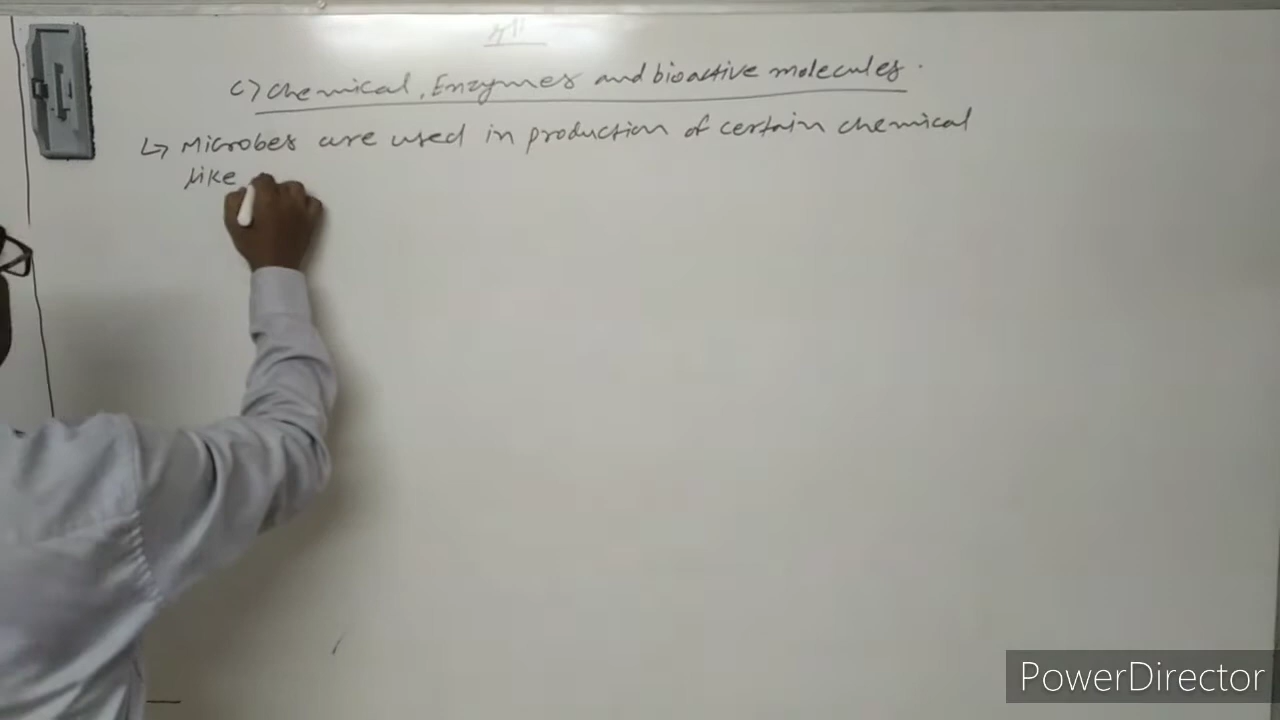 c) Chemical, Enzymes and bioactive molecules.
↳ Microbes are used in production of certain chemical
like
PowerDirector